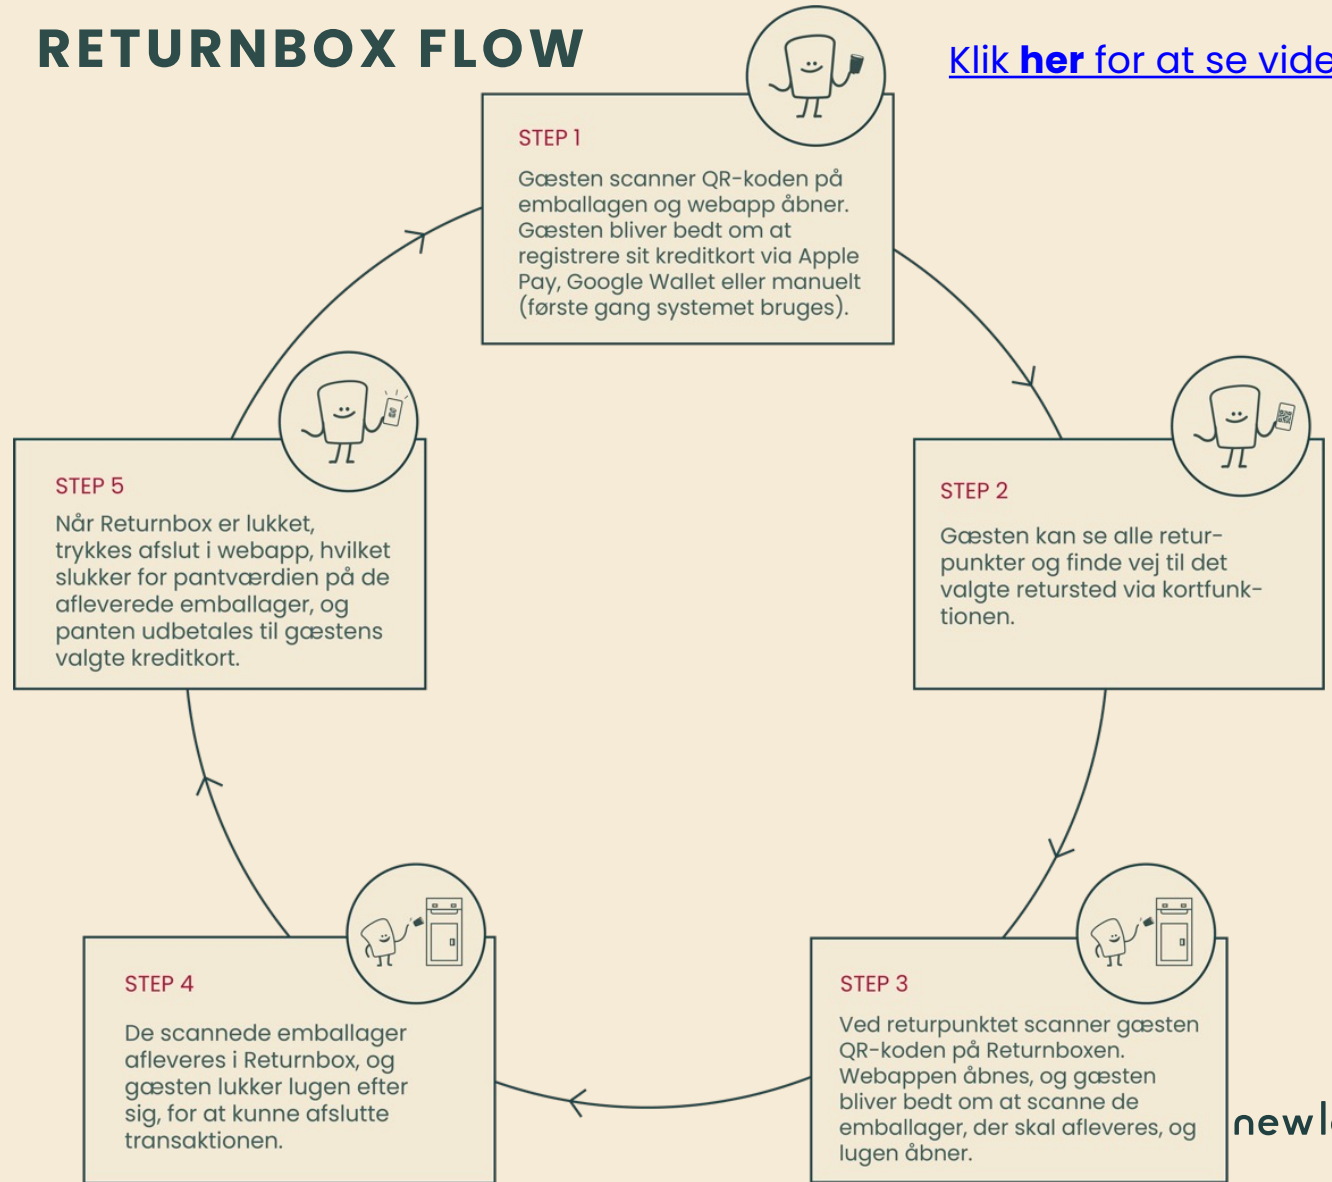 RETURNBOX FLOW
Klik her for at se vide
STEP 1
Gæsten scanner QR-koden på
emballagen og webapp åbner.
Gæsten bliver bedt om at
registrere sit kreditkort via Apple
Pay, Google Wallet eller manuelt
(første gang systemet bruges).
STEP 2
Gæsten kan se alle retur-
punkter og finde vej til det
valgte retursted via kortfunk-
tionen.
STEP 3
Ved returpunktet scanner gæsten
QR-koden på Returnboxen.
Webappen åbnes, og gæsten
bliver bedt om at scanne de
emballager, der skal afleveres, og
lugen åbner.
STEP 4
De scannede emballager
afleveres i Returnbox, og
gæsten lukker lugen efter
sig, for at kunne afslutte
transaktionen.
STEP 5
Når Returnbox er lukket,
trykkes afslut i webapp, hvilket
slukker for pantværdien på de
afleverede emballager, og
panten udbetales til gæstens
valgte kreditkort.